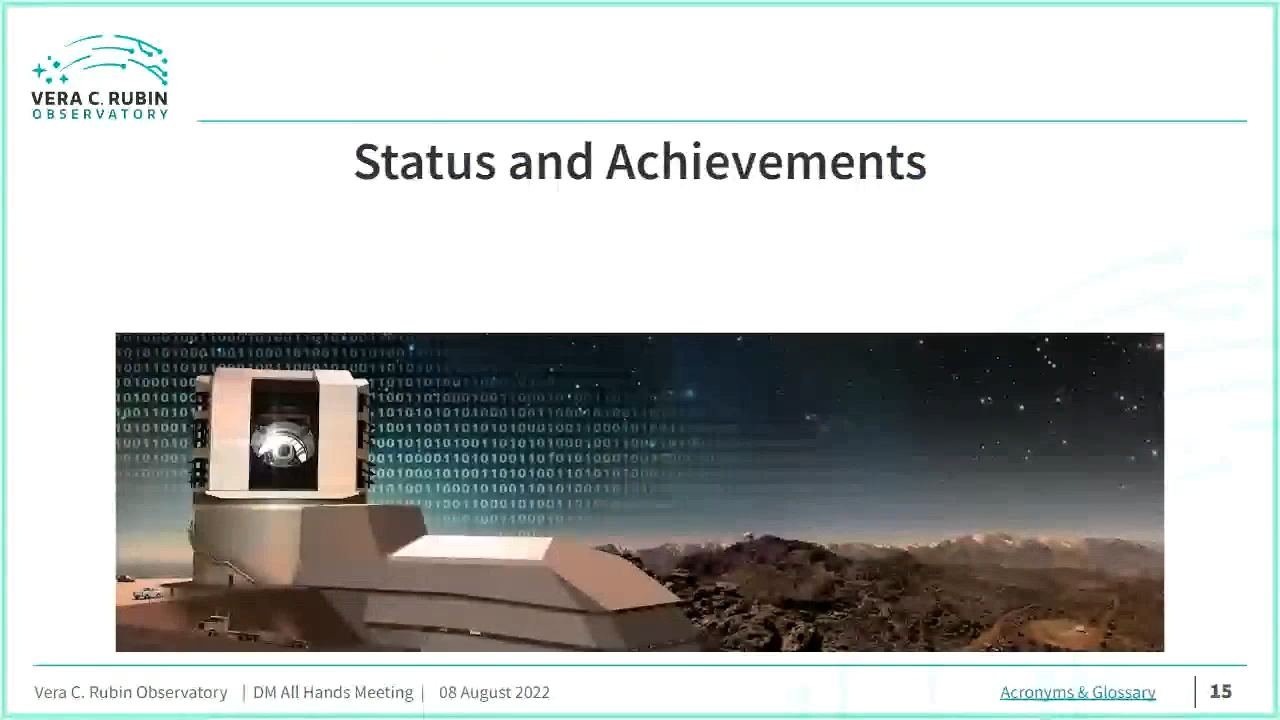 VERA C. RUBIN
OBSERVATORY
Status and Achievements
Vera C. Rubin Observatory | DM All Hands Meeting | 08 August 2022
Acronyms & Glossary
15